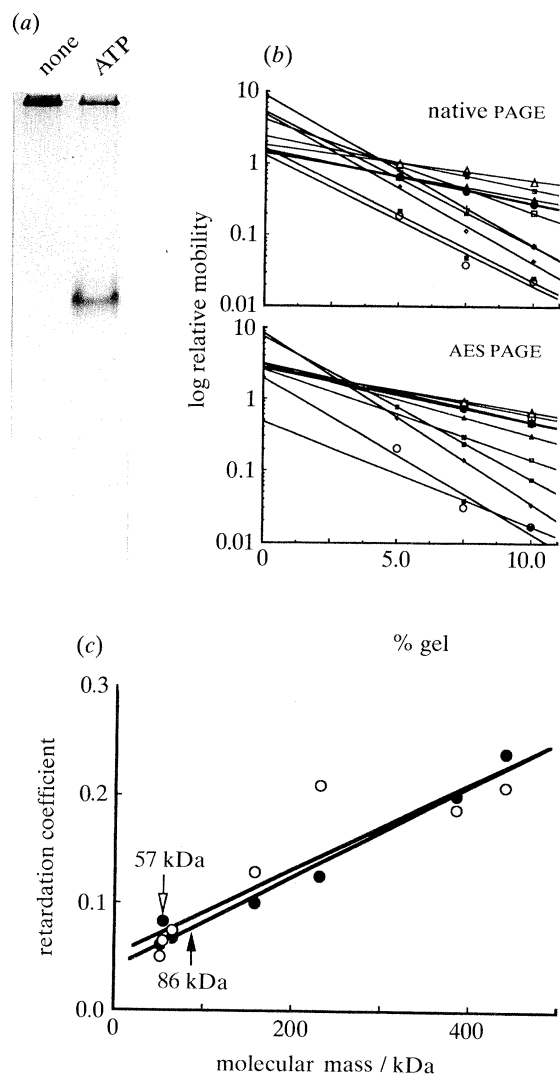 (a)
none
ATP
(b)
native PAGE
10
1
0.1
0.01
log relative mobility
AES PAGE
10
1
0.1
0.01
0
5.0
10.0
% gel
(c)
0.3
0.2
0.1
0.0
retardation coefficient
57 kDa
86 kDa
0
200
400
molecular mass / kDa